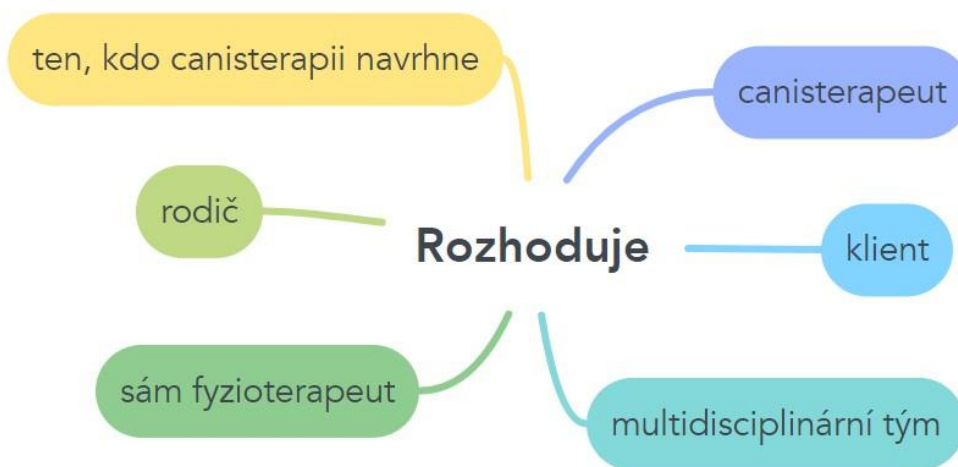 ten, kdo canisterapii navrhne
canisterapeut
rodič
Rozhoduje
klient
sám fyzioterapeut
multidisciplinární tým